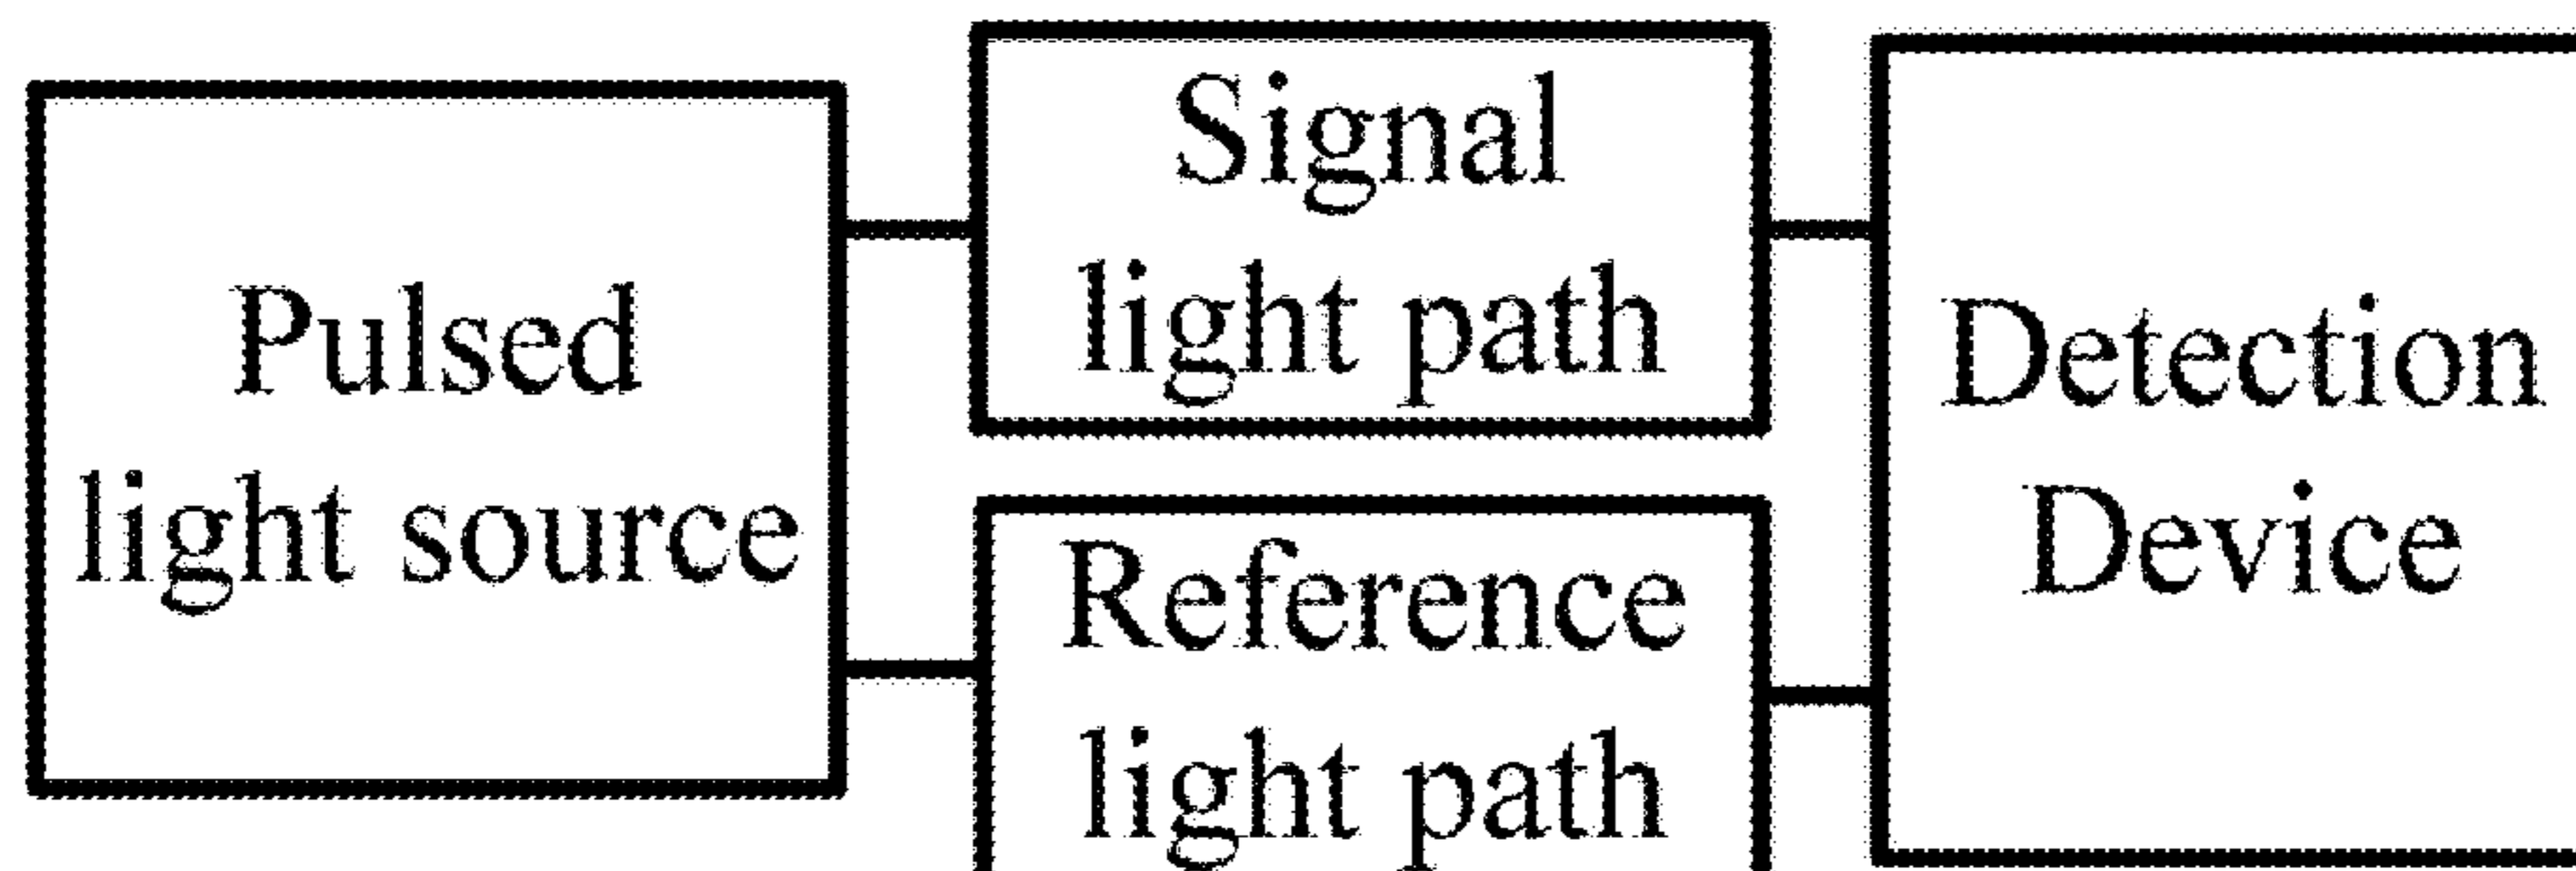 Pulsed
light source
Signal
light path
Reference
light path
Detection
Device